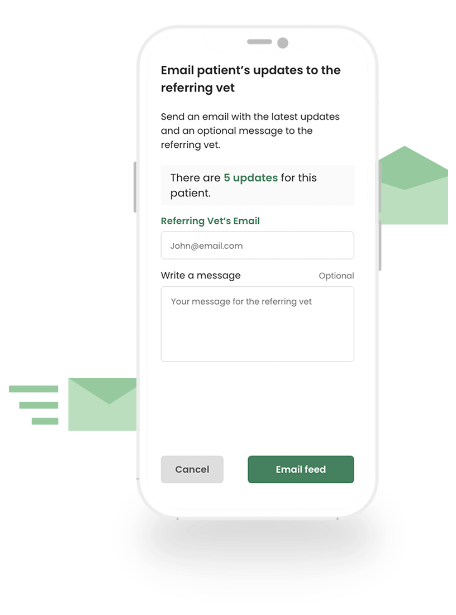 Email patient’s updates to the
referring vet
Send an email with the latest updates
and an optional message to the
referring vet.
There are 5 updates for this
patient.
Referring Vet’s Email
John@email.com
Write a message Optional
Your message for the referring vet
Cancel Email feed